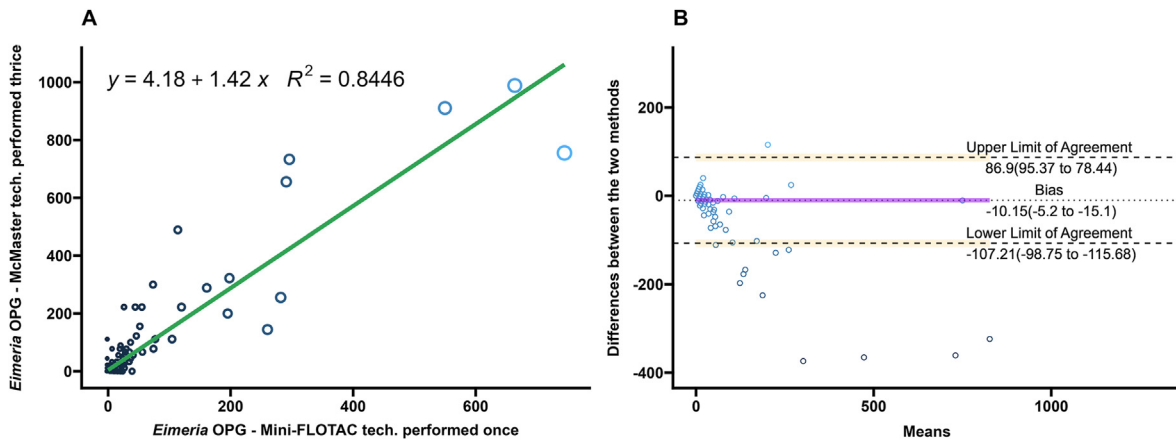 A
Eimeria OPG - McMaster tech. performed thrice
y = 4.18 + 1.42 x R² = 0.8446
1000
800
600
400
200
0
0 200 400 600
Eimeria OPG - Mini-FLOTAC tech. performed once
B
Differences between the two methods
200
0
-200
-400
Upper Limit of Agreement
86.9(95.37 to 78.44)
Bias
-10.15(-5.2 to -15.1)
Lower Limit of Agreement
-107.21(-98.75 to -115.68)
0 500 1000
Means